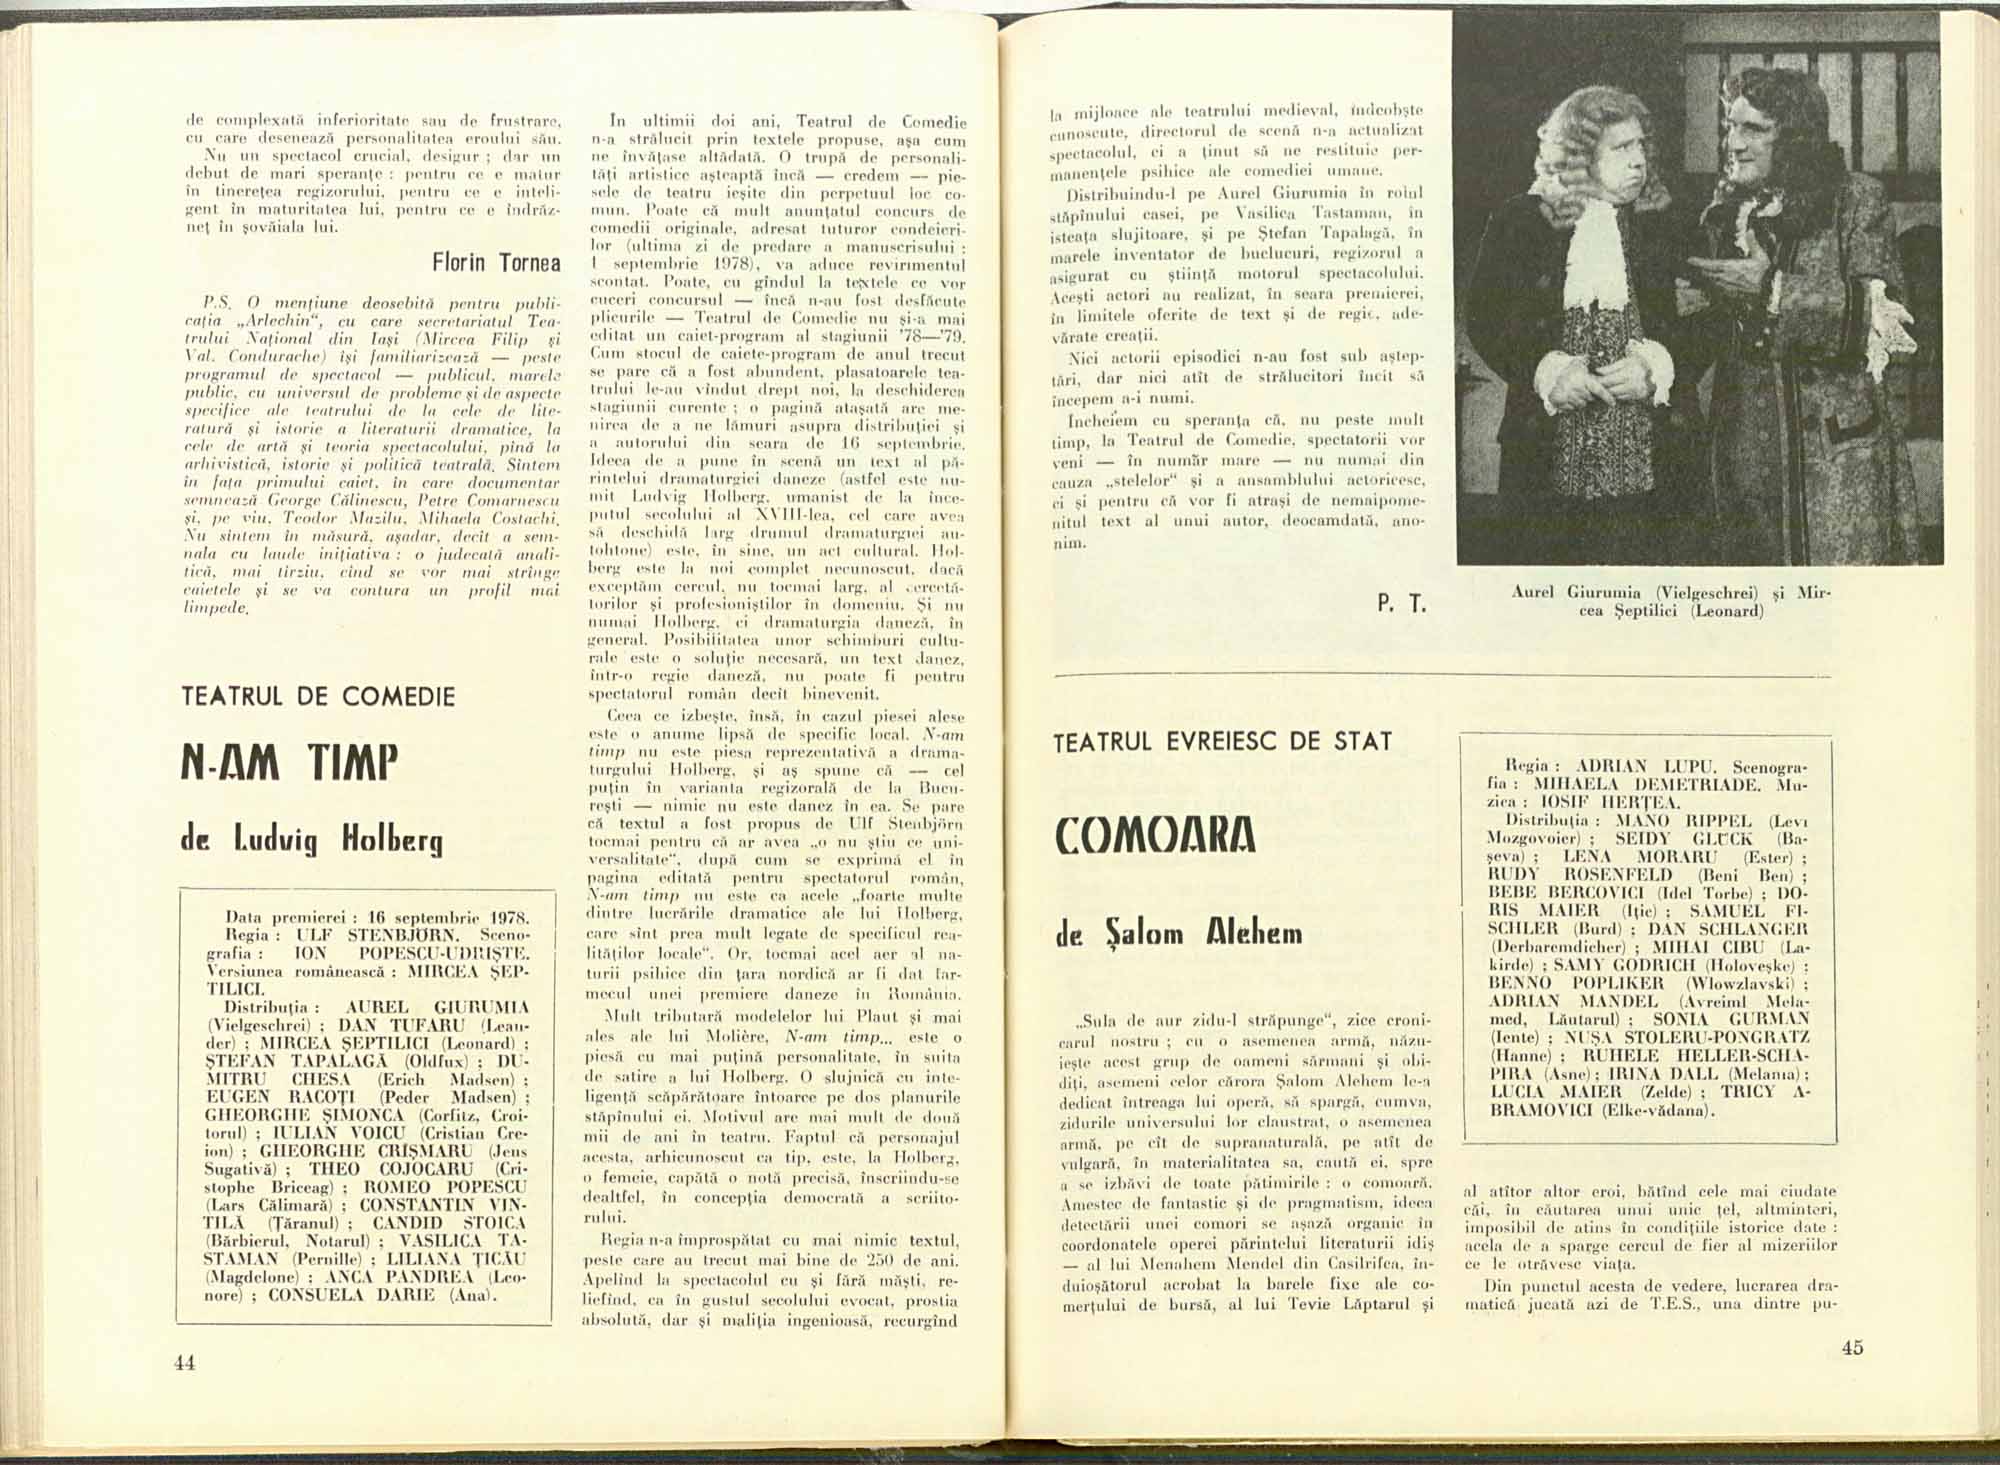 de complexată inferioritate sau de frustrare,
cu care desenează personalitatea eroului său.
Nu un spectacol crucial, desigur ; dar un
debut de mari speranțe : pentru ce e matur
în tinerețea regizorului, pentru ce e inteli-
gent în maturitatea lui, pentru ce e îndrăz-
neț în șovăiala lui.
Florin Tornea
P.S. O mențiune deosebită pentru publi-
cația „Arlechin“, cu care secretariatul Tea-
trului Național din Iași (Mircea Filip și
Val. Condurache) își familiarizează — peste
programul de spectacol — publicul, marele
public, cu universul de probleme și de aspecte
specifice ale teatrului de la cele de lite-
ratură și istorie a literaturii dramatice, la
cele de artă și teoria spectacolului, pînă la
arhivistică, istorie și politică teatrală. Sîntem
în fața primului caiet, în care documentar
semnează George Călinescu, Petre Comarnescu
și, pe viu, Teodor Mazilu, Mihaela Costachi.
Nu sîntem în măsură, așadar, decît a sem-
nala cu laude inițiativa : o judecată anali-
tică, mai tîrziu, cînd se vor mai strînge
caietele și se va contura un profil mai
limpede.
TEATRUL DE COMEDIE
N-AM TIMP
de Ludvig Holberg
Data premierei : 16 septembrie 1978.
Regia : ULF STENBJÖRN. Sceno-
grafia : ION POPESCU-UDRIȘTE.
Versiunea românească : MIRCEA ȘEP-
TILICI.
Distribuția : AUREL GIURUMIA
(Vielgeschrei) ; DAN TUFARU (Lean-
der) ; MIRCEA ȘEPTILICI (Leonard) ;
ȘTEFAN TAPALAGĂ (Oldfux) ; DU-
MITRU CHESA (Erich Madsen) ;
EUGEN RACOȚI (Peder Madsen) ;
GHEORGHE ȘIMONCA (Corfitz, Croi-
torul) ; IULIAN VOICU (Cristian Cre-
ion) ; GHEORGHE CRÎȘMARU (Jens
Sugativă) ; THEO COJOCARU (Cri-
stophe Briceag) ; ROMEO POPESCU
(Lars Călimară) ; CONSTANTIN VIN-
TILĂ (Țăranul) ; CANDID STOICA
(Bărbierul, Notarul) ; VASILICA TA-
STAMAN (Pernille) ; LILIANA ȚICĂU
(Magdelone) ; ANCA PANDREA (Leo-
nore) ; CONSUELA DARIE (Ana).
44
În ultimii doi ani, Teatrul de Comedie
n-a strălucit prin textele propuse, așa cum
ne învățase altădată. O trupă de personali-
tăți artistice așteaptă încă — credem — pie-
sele de teatru ieșite din perpetuul loc co-
mun. Poate că mult anunțatul concurs de
comedii originale, adresat tuturor condeieri-
lor (ultima zi de predare a manuscrisului :
1 septembrie 1978), va aduce revirimentul
scontat. Poate, cu gîndul la textele ce vor
cuceri concursul — încă n-au fost desfăcute
plicurile — Teatrul de Comedie nu și-a mai
editat un caiet-program al stagiunii '78—'79.
Cum stocul de caiete-program de anul trecut
se pare că a fost abundent, plasatoarele tea-
trului le-au vîndut drept noi, la deschiderea
stagiunii curente ; o pagină atașată are me-
nirea de a ne lămuri asupra distribuției și
a autorului din seara de 16 septembrie.
Ideea de a pune în scenă un text al pă-
rintelui dramaturgiei daneze (astfel este nu-
mit Ludvig Holberg, umanist de la înce-
putul secolului al XVIII-lea, cel care avea
să deschidă larg drumul dramaturgiei au-
tohtone) este, în sine, un act cultural. Hol-
berg este la noi complet necunoscut, dacă
exceptăm cercul, nu tocmai larg, al cercetă-
torilor și profesioniștilor în domeniu. Și nu
numai Holberg, ci dramaturgia daneză, în
general. Posibilitatea unor schimburi cultu-
rale este o soluție necesară, un text danez,
într-o regie daneză, nu poate fi pentru
spectatorul român decît binevenit.
Ceea ce izbește, însă, în cazul piesei alese
este o anume lipsă de specific local. N-am
timp nu este piesa reprezentativă a drama-
turgului Holberg, și aș spune că — cel
puțin în varianta regizorală de la Bucu-
rești — nimic nu este danez în ea. Se pare
că textul a fost propus de Ulf Stenbjörn
tocmai pentru că ar avea „o nu știu ce uni-
versalitate“, după cum se exprimă el în
pagina editată pentru spectatorul român,
N-am timp nu este ca acele „foarte multe
dintre lucrările dramatice ale lui Holberg,
care sînt prea mult legate de specificul rea-
lităților locale“. Or, tocmai acel aer al na-
turii psihice din țara nordică ar fi dat far-
mecul unei premiere daneze în România.
Mult tributară modelelor lui Plaut și mai
ales ale lui Molière, N-am timp... este o
piesă cu mai puțină personalitate, în suita
de satire a lui Holberg. O slujnică cu inte-
ligență scăpărătoare întoarce pe dos planurile
stăpînului ei. Motivul are mai mult de două
mii de ani în teatru. Faptul că personajul
acesta, arhicunoscut ca tip, este, la Holberg,
o femeie, capătă o notă precisă, înscriindu-se
dealtfel, în concepția democrată a scriito-
rului.
Regia n-a împrospătat cu mai nimic textul,
peste care au trecut mai bine de 250 de ani.
Apelînd la spectacolul cu și fără măști, re-
liefînd, ca în gustul secolului evocat, prostia
absolută, dar și maliția ingenioasă, recurgînd
la mijloace ale teatrului medieval, îndeobște
cunoscute, directorul de scenă n-a actualizat
spectacolul, ci a ținut să ne restituie per-
manențele psihice ale comediei umane.
Distribuindu-l pe Aurel Giurumia în rolul
stăpînului casei, pe Vasilica Tastaman, în
isteața slujitoare, și pe Ștefan Tapalagă, în
marele inventator de buclucuri, regizorul a
asigurat cu știință motorul spectacolului.
Acești actori au realizat, în seara premierei,
în limitele oferite de text și de regie, ade-
vărate creații.
Nici actorii episodici n-au fost sub aștep-
tări, dar nici atît de strălucitori încît să
începem a-i numi.
Încheiem cu speranța că, nu peste mult
timp, la Teatrul de Comedie, spectatorii vor
veni — în număr mare — nu numai din
cauza „stelelor“ și a ansamblului actoricesc,
ci și pentru că vor fi atrași de nemaipome-
nitul text al unui autor, deocamdată, ano-
nim.
P. T.
Aurel Giurumia (Vielgeschrei) și Mir-
cea Șeptilici (Leonard)
TEATRUL EVREIESC DE STAT
COMOARA
de Șalom Alehem
„Sula de aur zidu-l străpunge“, zice croni-
carul nostru ; cu o asemenea armă, năzu-
iește acest grup de oameni sărmani și obi-
diți, asemeni celor cărora Șalom Alehem le-a
dedicat întreaga lui operă, să spargă, cumva,
zidurile universului lor claustrat, o asemenea
armă, pe cît de supranaturală, pe atît de
vulgară, în materialitatea sa, caută ei, spre
a se izbăvi de toate pătimirile : o comoară.
Amestec de fantastic și de pragmatism, ideea
detectării unei comori se așază organic în
coordonatele operei părintelui literaturii idiș
— al lui Menahem Mendel din Casilrifca, în-
duioșătorul acrobat la barele fixe ale co-
merțului de bursă, al lui Tevie Lăptarul și
Regia : ADRIAN LUPU. Scenogra-
fia : MIHAELA DEMETRIADE. Mu-
zica : IOSIF HERȚEA.
Distribuția : MANO RIPPEL (Levi
Mozgovoier) ; SEIDY GLÜCK (Ba-
șeva) ; LENA MORARU (Ester) ;
RUDY ROSENFELD (Beni Ben) ;
BEBE BERCOVICI (Idel Torbe) ; DO-
RIS MAIER (Ițic) ; SAMUEL FI-
SCHLER (Burd) ; DAN SCHLANGER
(Derbaremdicher) ; MIHAI CIBU (La-
kirde) ; SAMY GODRICH (Holoveșke) ;
BENNO POPLIKER (Wlowzlavski) ;
ADRIAN MANDEL (Avreiml Mela-
med, Lăutarul) ; SONIA GURMAN
(Iente) ; NUȘA STOLERU-PONGRATZ
(Hanne) ; RUHELE HELLER-SCHA-
PIRA (Asne) ; IRINA DALL (Melania) ;
LUCIA MAIER (Zelde) ; TRICY A-
BRAMOVICI (Elke-vădana).
al atîtor altor eroi, bătînd cele mai ciudate
căi, în căutarea unui unic țel, altminteri,
imposibil de atins în condițiile istorice date :
acela de a sparge cercul de fier al mizeriilor
ce le otrăvesc viața.
Din punctul acesta de vedere, lucrarea dra-
matică jucată azi de T.E.S., una dintre pu-
45